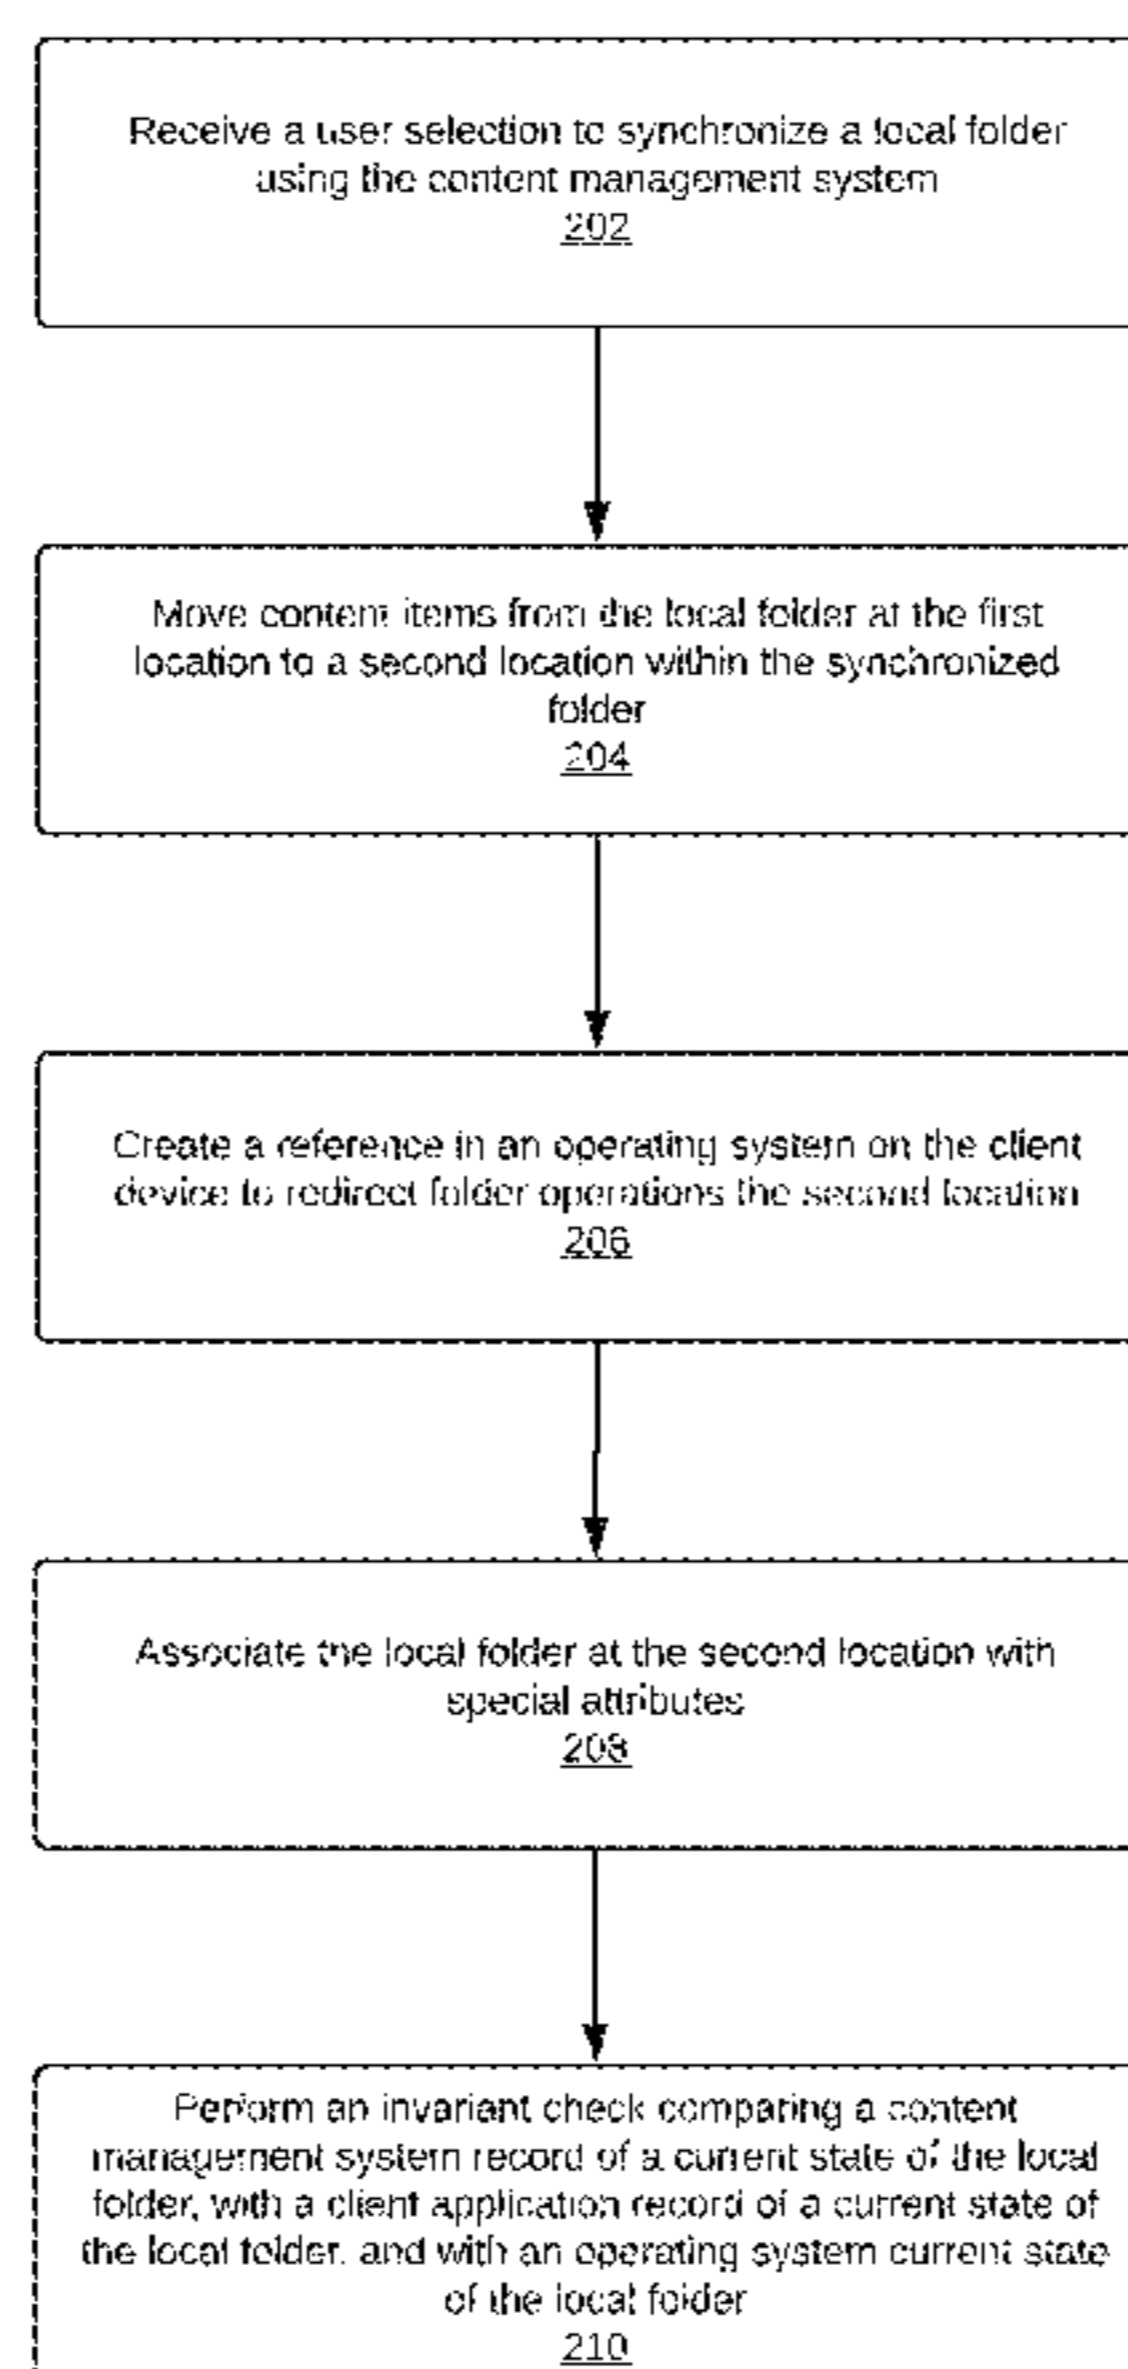 Receive a user selection to synchronize a local folder
using the content management system
202
Move content items from the local folder at the first
location to a second location within the synchronized
folder
204
Create a reference in an operating system on the client
device to redirect folder operations the second location
206
Associate the local folder at the second location with
special attributes
208
Perform an invariant check comparing a content
management system record of a current state of the local
folder, with a client application record of a current state of
the local folder, and with an operating system current state
of the local folder
210